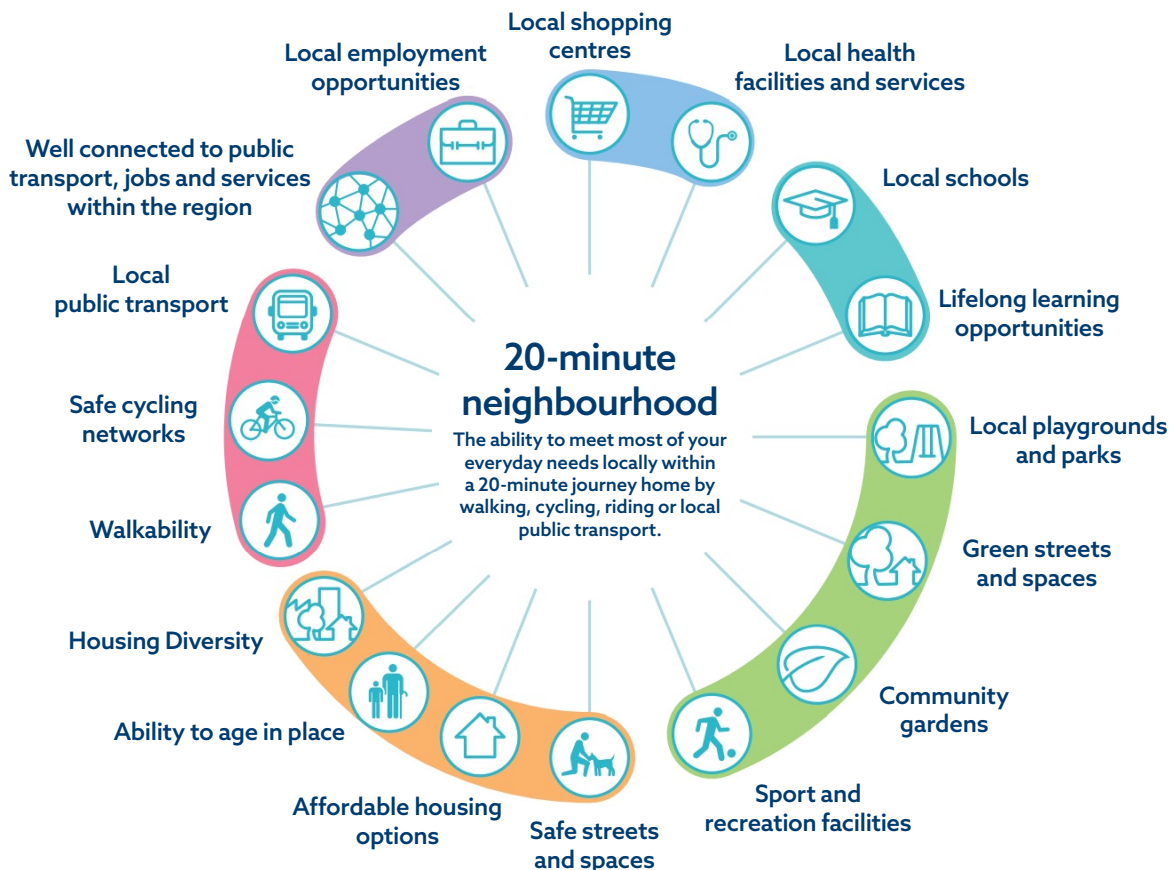 Local shopping
centres
Local health
facilities and services
Local schools
Lifelong learning
opportunities
Local playgrounds
and parks
Green streets
and spaces
Community
gardens
Sport and
recreation facilities
Safe streets
and spaces
Affordable housing
options
Ability to age in place
Housing Diversity
Walkability
Safe cycling
networks
Local
public transport
Well connected to public
transport, jobs and services
within the region
Local employment
opportunities
20-minute
neighbourhood
The ability to meet most of your
everyday needs locally within
a 20-minute journey home by
walking, cycling, riding or local
public transport.